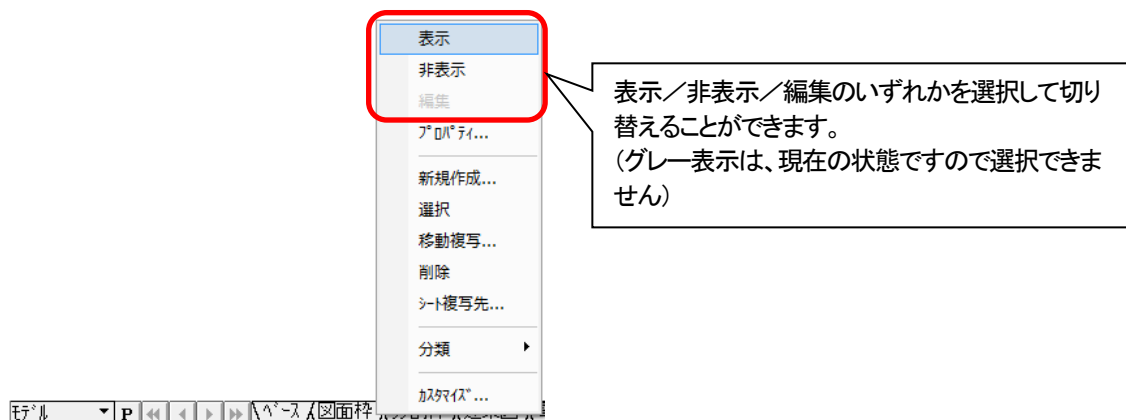 表示
非表示
編集
ﾌﾟﾛﾊﾟﾃｨ...
新規作成...
選択
移動複写...
削除
ｼｰﾄ複写先...
分類
ｶｽﾀﾏｲｽﾞ...
表示／非表示／編集のいずれかを選択して切り
替えることができます。
（グレー表示は、現在の状態ですので選択できま
せん）
ﾓﾃﾞﾙ P ﾍﾞｰｽ 図面枠